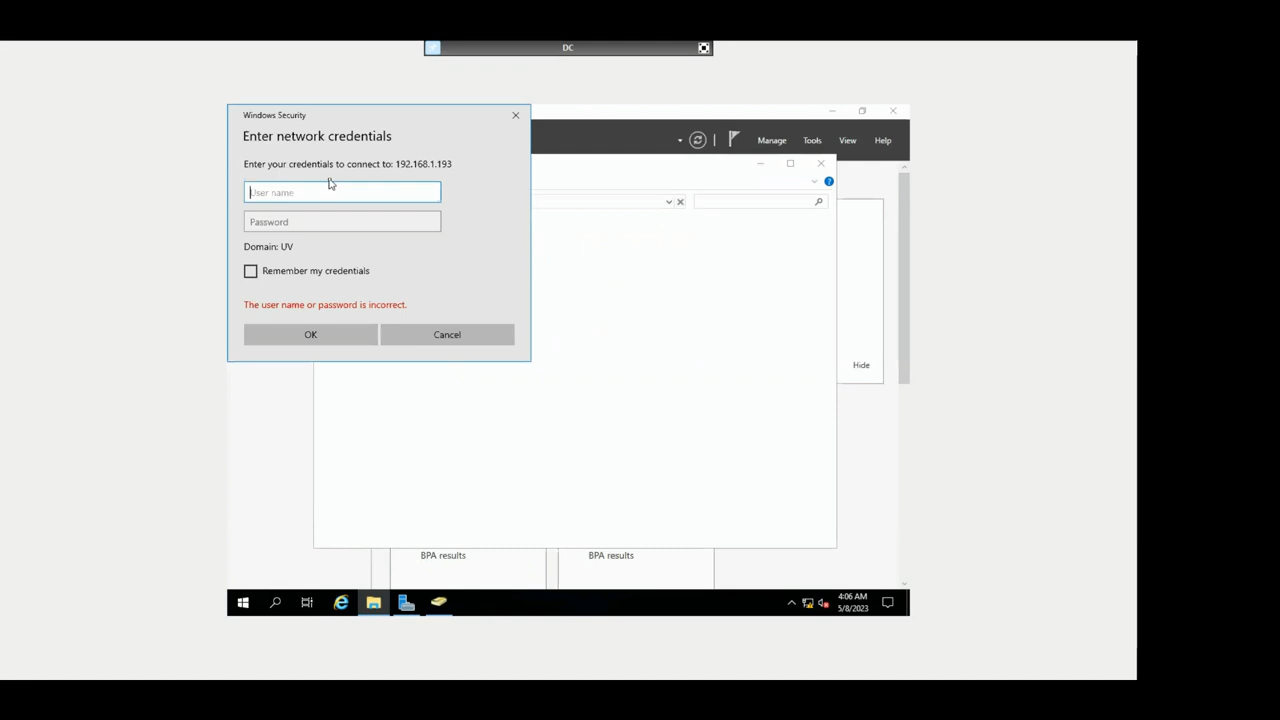 DC
Windows Security
Enter network credentials
Enter your credentials to connect to: 192.168.1.193
User name
Password
Domain: UV
Remember my credentials
The user name or password is incorrect.
OK
Cancel
Manage
Tools
View
Help
Hide
BPA results
BPA results
4:06 AM
5/8/2023